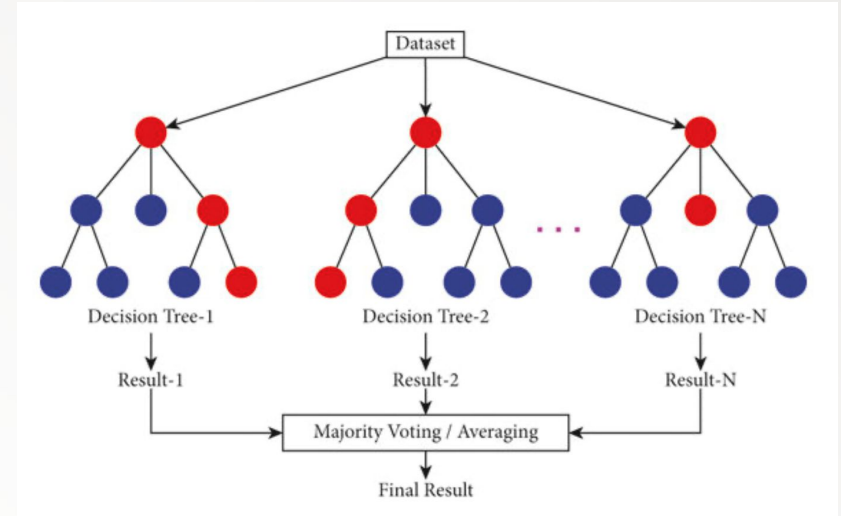 Dataset
. . .
Decision Tree-1
Decision Tree-2
Decision Tree-N
Result-1
Result-2
Result-N
Majority Voting / Averaging
Final Result